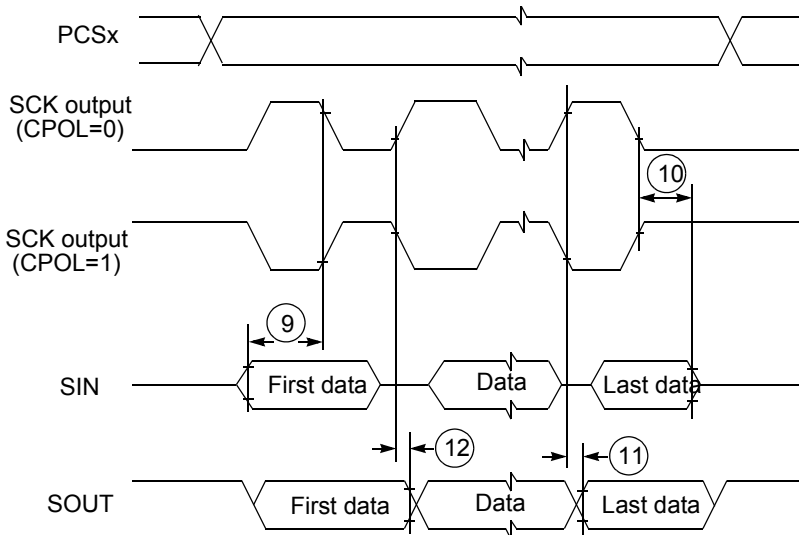 PCSx
SCK output
(CPOL=0)
10
SCK output
(CPOL=1)
9
SIN
First data
Data
Last data
12
11
SOUT
First data
Data
Last data